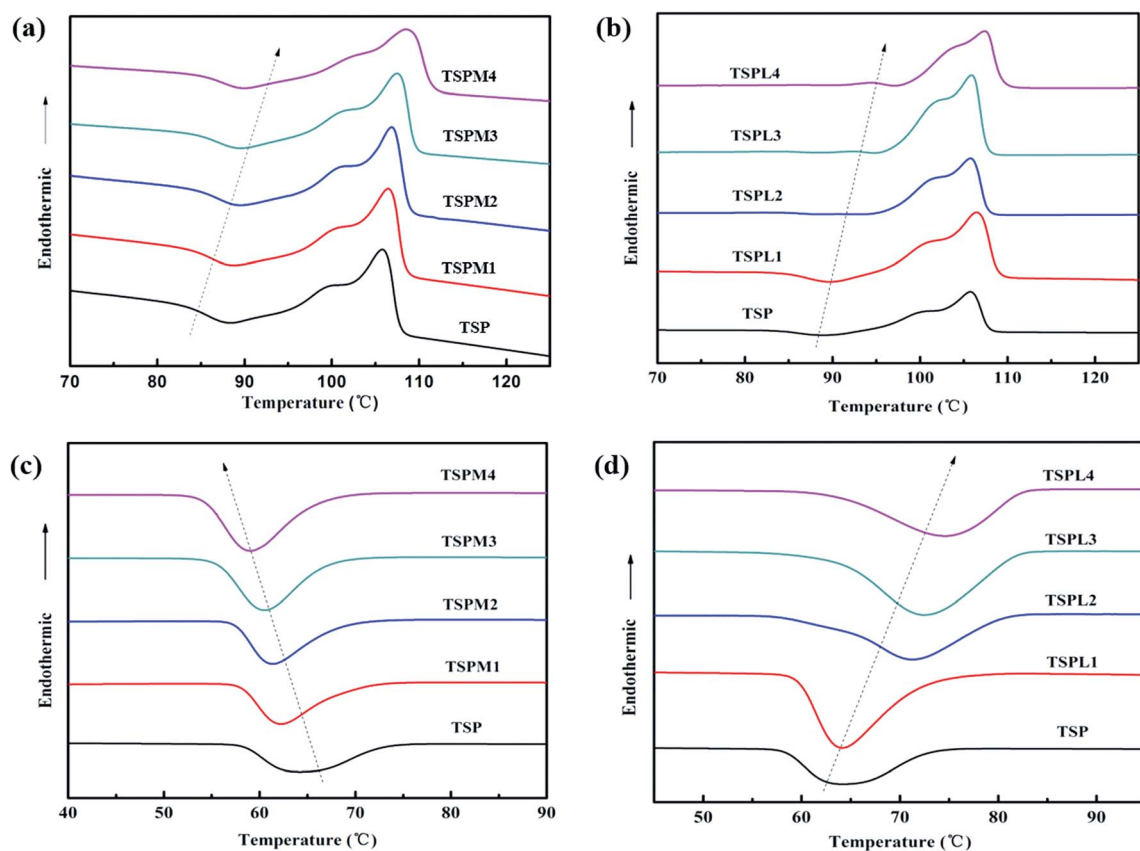 (a)
Endothermic
TSPM4
TSPM3
TSPM2
TSPM1
TSP
70 80 90 100 110 120
Temperature (℃)
(b)
Endothermic
TSPL4
TSPL3
TSPL2
TSPL1
TSP
70 80 90 100 110 120
Temperature (℃)
(c)
Endothermic
TSPM4
TSPM3
TSPM2
TSPM1
TSP
40 50 60 70 80 90
Temperature (℃)
(d)
Endothermic
TSPL4
TSPL3
TSPL2
TSPL1
TSP
50 60 70 80 90
Temperature (℃)